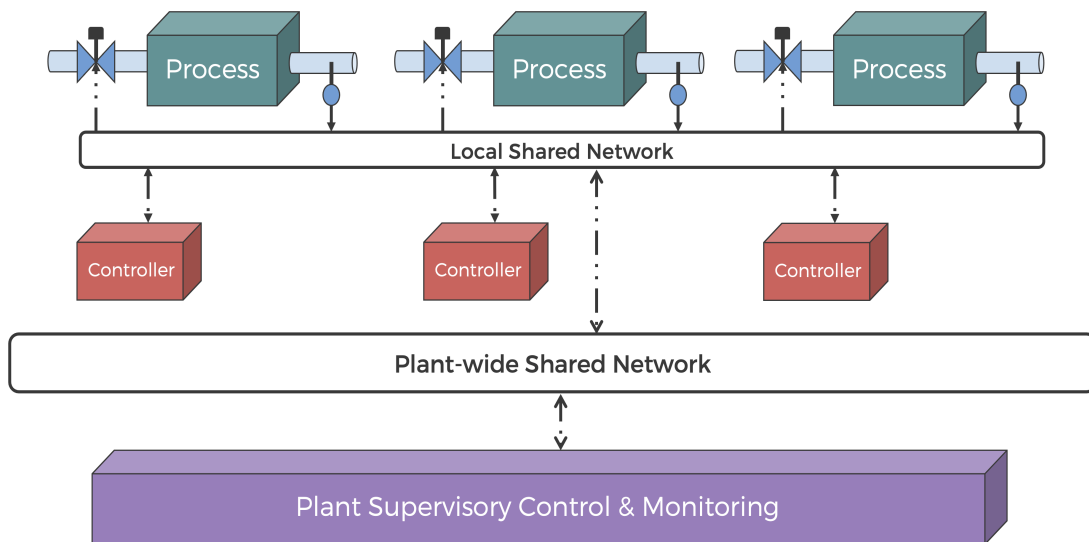 Process
Process
Process
Local Shared Network
Controller
Controller
Controller
Plant-wide Shared Network
Plant Supervisory Control & Monitoring